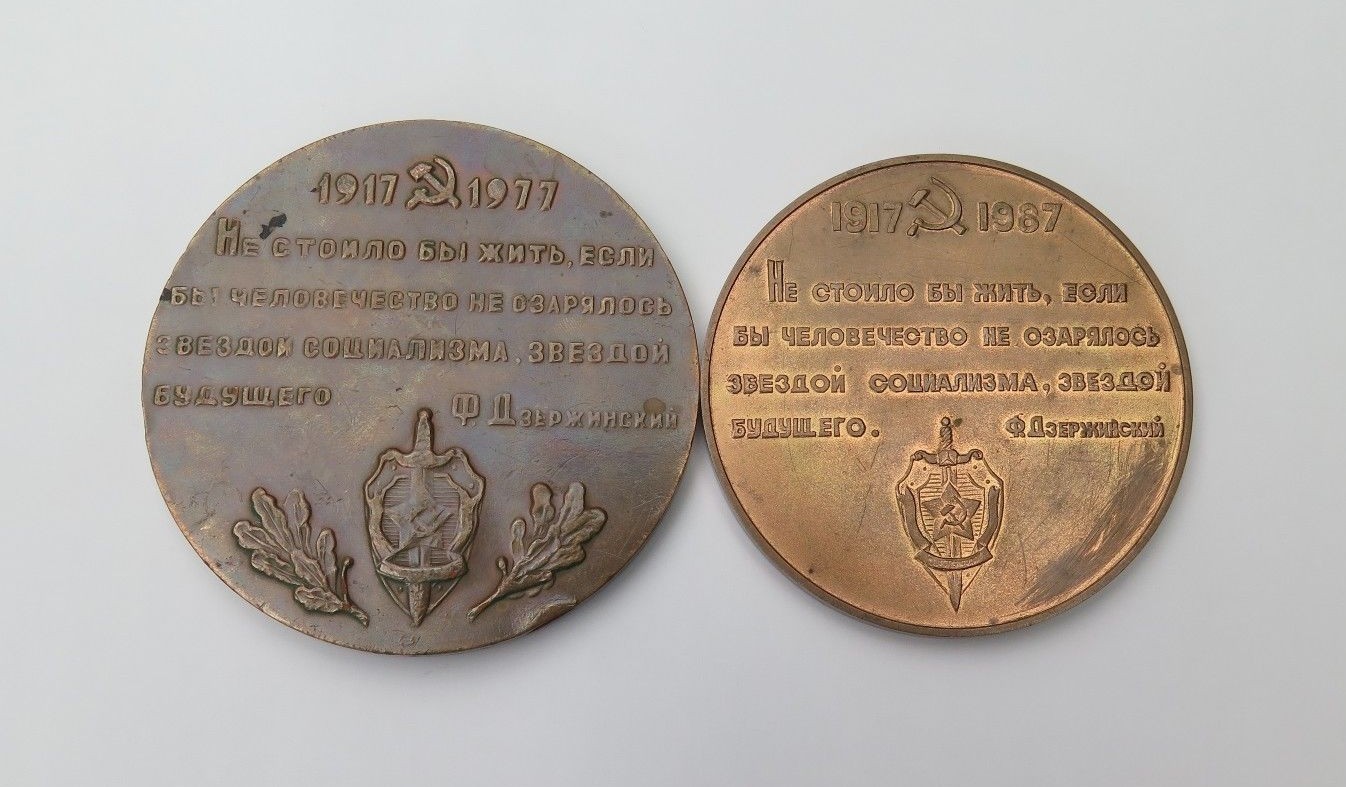 1917 1977
Не стоило бы жить, если
бы человечество не озарялось
звездой социализма, звездой
будущего
Ф Дзержинский
1917 1987
Не стоило бы жить, если
бы человечество не озарялось
звездой социализма, звездой
будущего.
Ф. Дзержинский